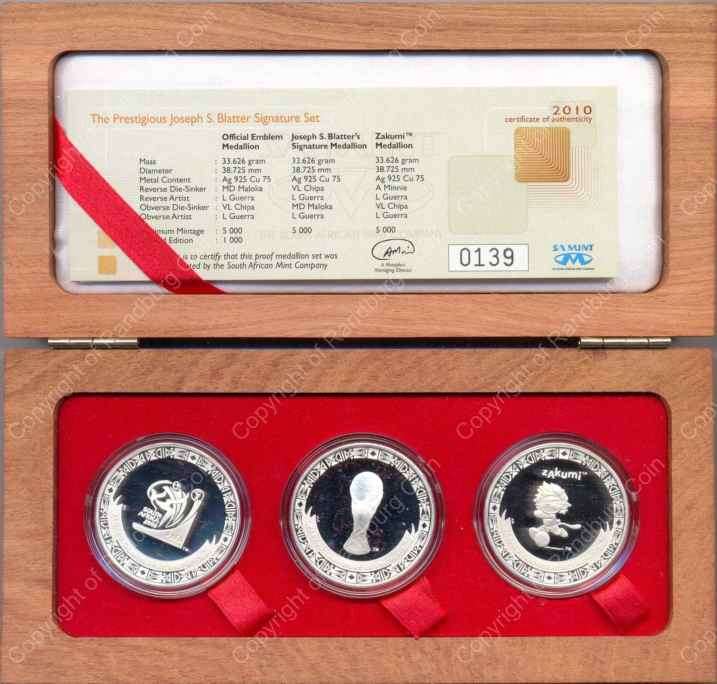 The Prestigious Joseph S. Blatter Signature Set
2010
certificate of authenticity
Official Emblem Medallion
Joseph S. Blatter's Signature Medallion
Zakumi™ Medallion
Mass : 33.626 gram 33.626 gram 33.626 gram
Diameter : 38.725 mm 38.725 mm 38.725 mm
Metal Content : Ag 925 Cu 75 Ag 925 Cu 75 Ag 925 Cu 75
Reverse Die-Sinker : MD Maloka VL Chipa A Minnie
Reverse Artist : L Guerra L Guerra L Guerra
Obverse Die-Sinker : VL Chipa MD Maloka VL Chipa
Obverse Artist : L Guerra L Guerra L Guerra
Mintage : 5 000 5 000 5 000
Edition : 1 000
is to certify that this proof medallion set was
by the South African Mint Company
Managing Director
0139
SA MINT
SOUTH AFRICA 2010
zAkumi™
Copyright of Randburg Coin